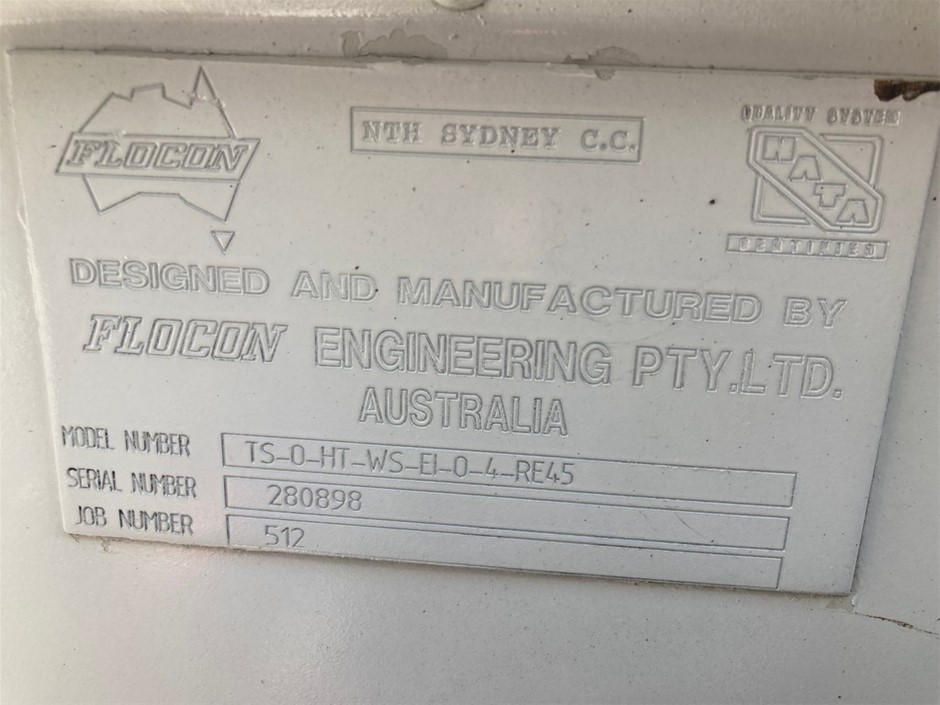 FLOCON
NTH SYDNEY C.C.
QUALITY SYSTEM
NATA
CERTIFIED
DESIGNED AND MANUFACTURED BY
FLOCON ENGINEERING PTY.LTD.
AUSTRALIA
MODEL NUMBER TS-0-HT-WS-EI-0-4-RE45
SERIAL NUMBER 280898
JOB NUMBER 512